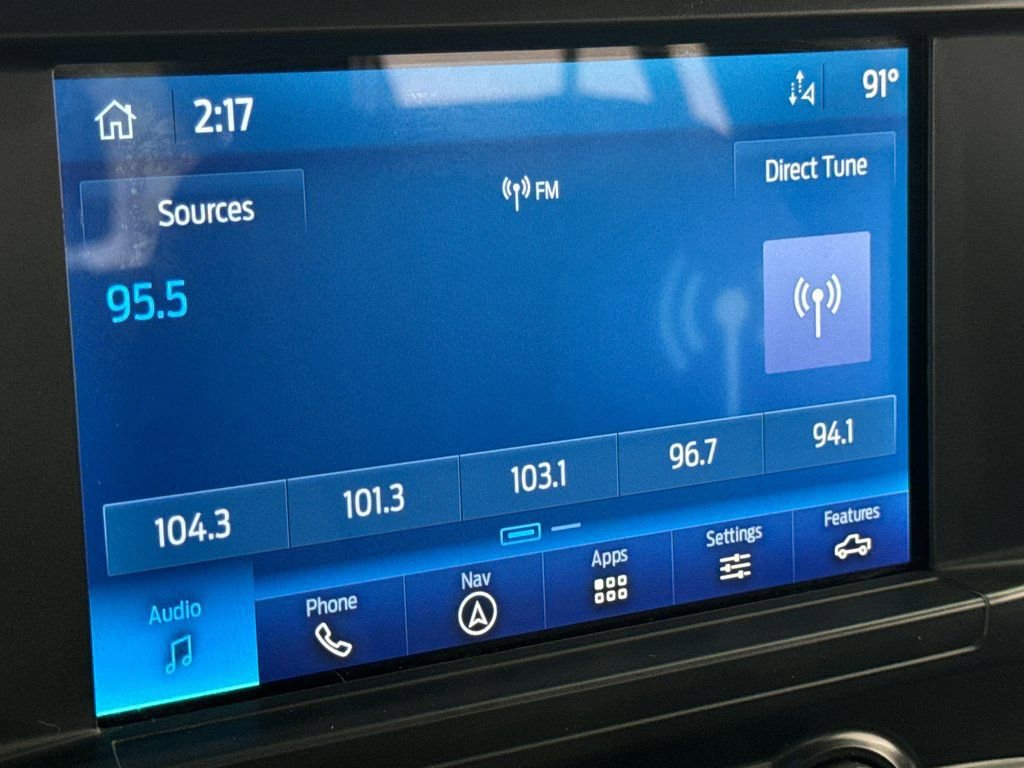 2:17
91°
Sources
FM
Direct Tune
95.5
104.3
101.3
103.1
96.7
94.1
Audio
Phone
Nav
Apps
Settings
Features